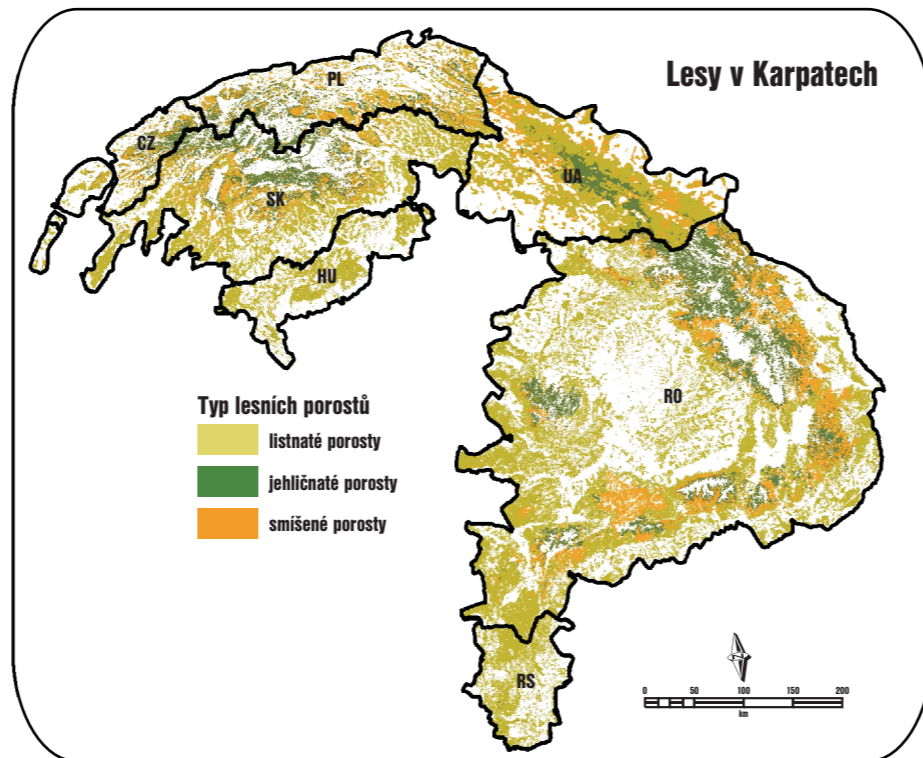 Lesy v Karpatech
PL
CZ
SK
UA
HU
RO
RS
Typ lesních porostů
listnaté porosty
jehličnaté porosty
smíšené porosty
0 50 100 150 200
km